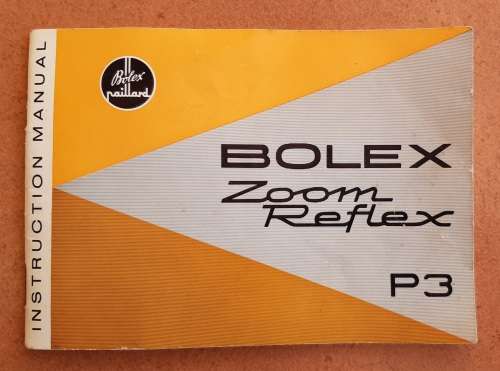 INSTRUCTION MANUAL
Bolex
paillard
BOLEX
Zoom
Reflex
P3